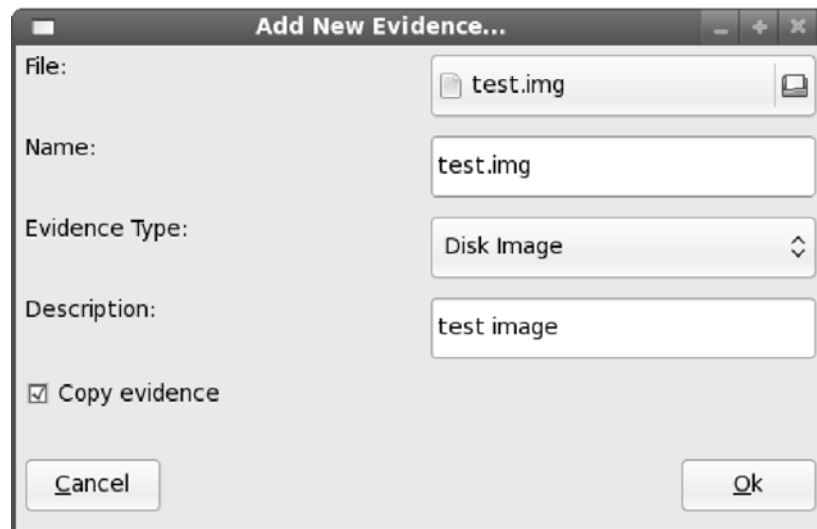 Add New Evidence...
File:
test.img
Name:
test.img
Evidence Type:
Disk Image
Description:
test image
Copy evidence
Cancel
Ok